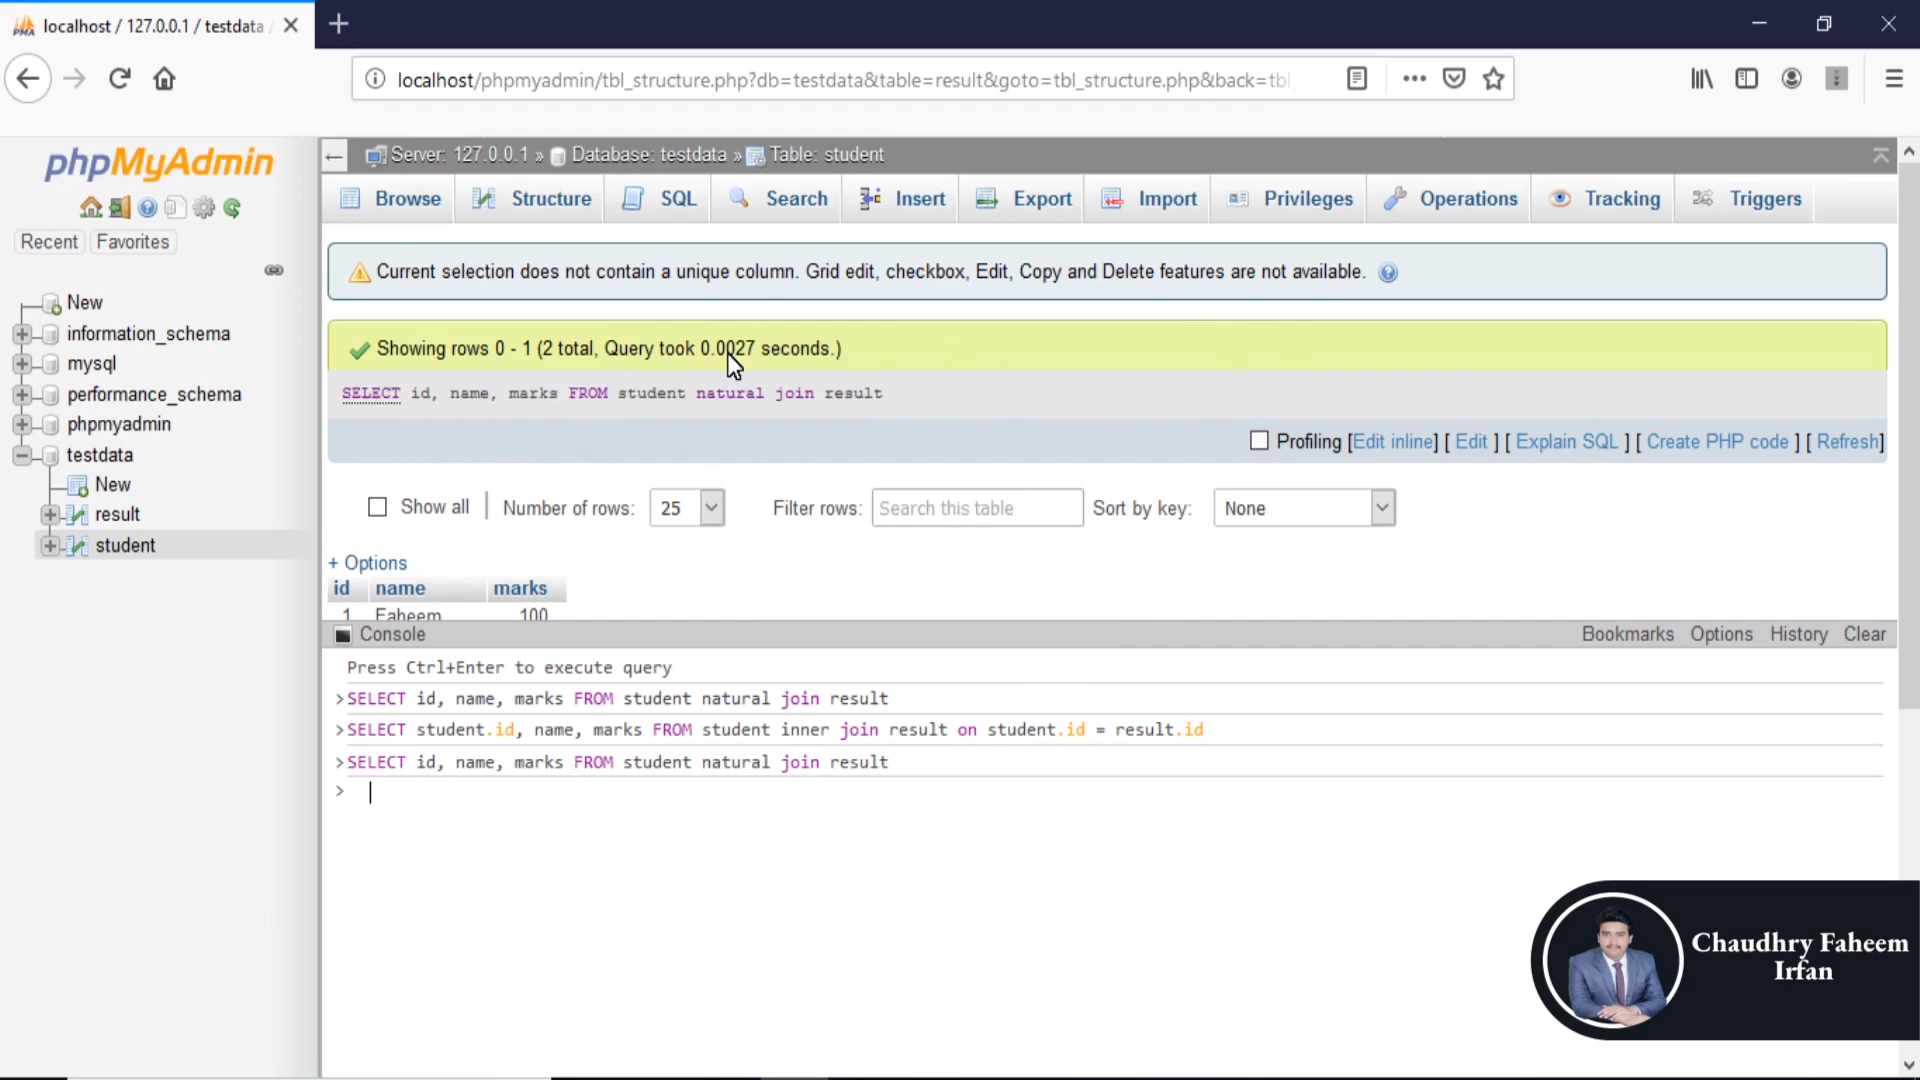 localhost / 127.0.0.1 / testdata /
localhost/phpmyadmin/tbl_structure.php?db=testdata&table=result&goto=tbl_structure.php&back=tbl_
phpMyAdmin
Recent Favorites
New
information_schema
mysql
performance_schema
phpmyadmin
testdata
New
result
student
Server: 127.0.0.1 » Database: testdata » Table: student
Browse Structure SQL Search Insert Export Import Privileges Operations Tracking Triggers
Current selection does not contain a unique column. Grid edit, checkbox, Edit, Copy and Delete features are not available.
Showing rows 0 - 1 (2 total, Query took 0.0027 seconds.)
SELECT id, name, marks FROM student natural join result
Profiling [Edit inline] [ Edit ] [ Explain SQL ] [ Create PHP code ] [ Refresh]
Show all | Number of rows: 25 Filter rows: Search this table Sort by key: None
+ Options
id name marks
1 Faheem 100
Console Bookmarks Options History Clear
Press Ctrl+Enter to execute query
>SELECT id, name, marks FROM student natural join result
>SELECT student.id, name, marks FROM student inner join result on student.id = result.id
>SELECT id, name, marks FROM student natural join result
>
Chaudhry Faheem
Irfan